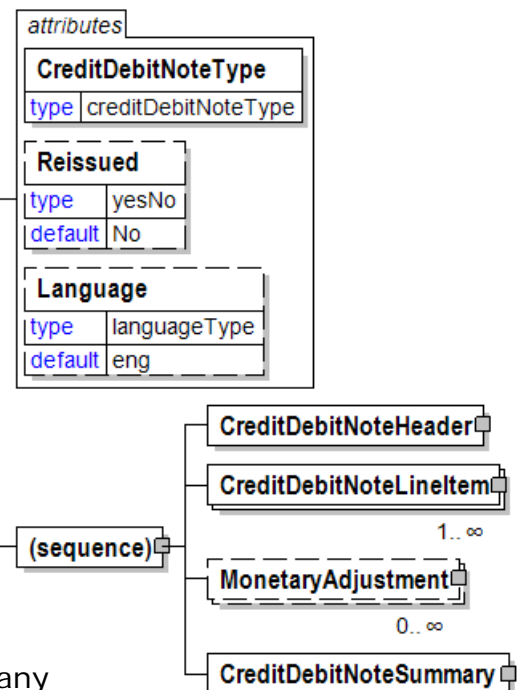 attributes
CreditDebitNoteType
type creditDebitNoteType
Reissued
type yesNo
default No
Language
type languageType
default eng
CreditDebitNoteHeader
CreditDebitNoteLineItem
1.. ∞
(sequence)
MonetaryAdjustment
0.. ∞
any
CreditDebitNoteSummary